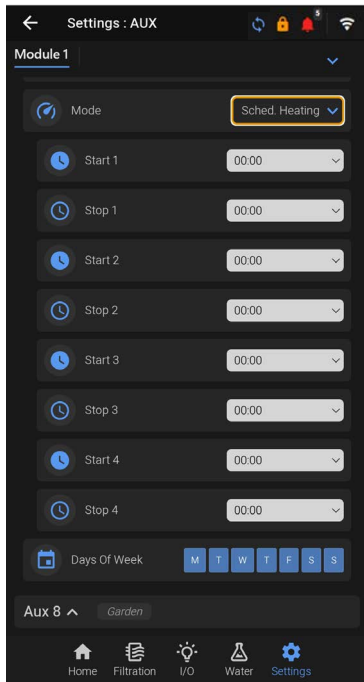 Settings : AUX
5
Module 1
Mode Sched. Heating
Start 1 00:00
Stop 1 00:00
Start 2 00:00
Stop 2 00:00
Start 3 00:00
Stop 3 00:00
Start 4 00:00
Stop 4 00:00
Days Of Week M T W T F S S
Aux 8 Garden
Home Filtration I/O Water Settings